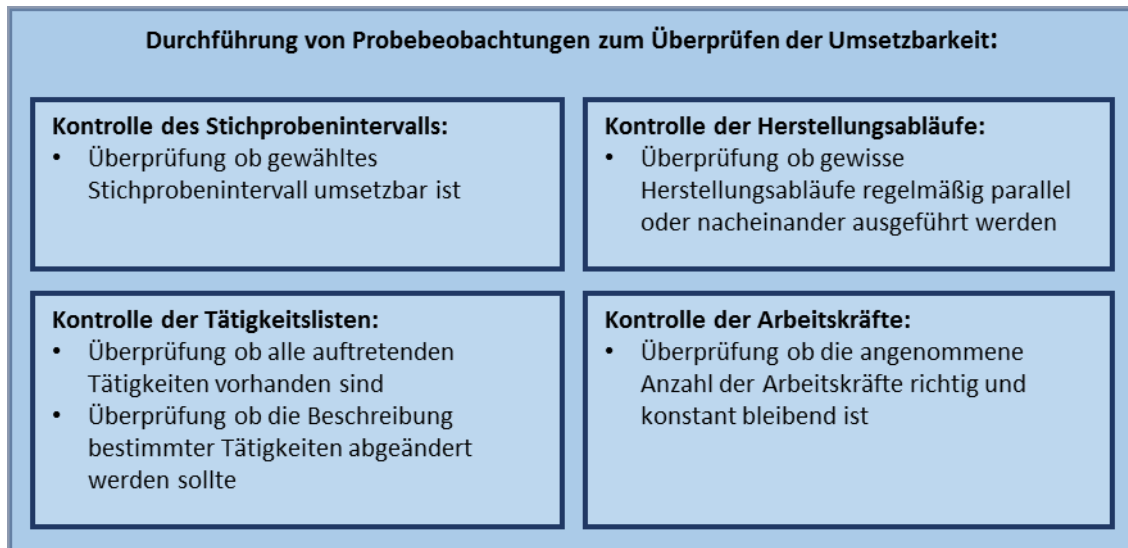 Durchführung von Probebeobachtungen zum Überprüfen der Umsetzbarkeit:
Kontrolle des Stichprobenintervalls:
• Überprüfung ob gewähltes
Stichprobenintervall umsetzbar ist
Kontrolle der Herstellungsabläufe:
• Überprüfung ob gewisse
Herstellungsabläufe regelmäßig parallel
oder nacheinander ausgeführt werden
Kontrolle der Tätigkeitslisten:
• Überprüfung ob alle auftretenden
Tätigkeiten vorhanden sind
• Überprüfung ob die Beschreibung
bestimmter Tätigkeiten abgeändert
werden sollte
Kontrolle der Arbeitskräfte:
• Überprüfung ob die angenommene
Anzahl der Arbeitskräfte richtig und
konstant bleibend ist